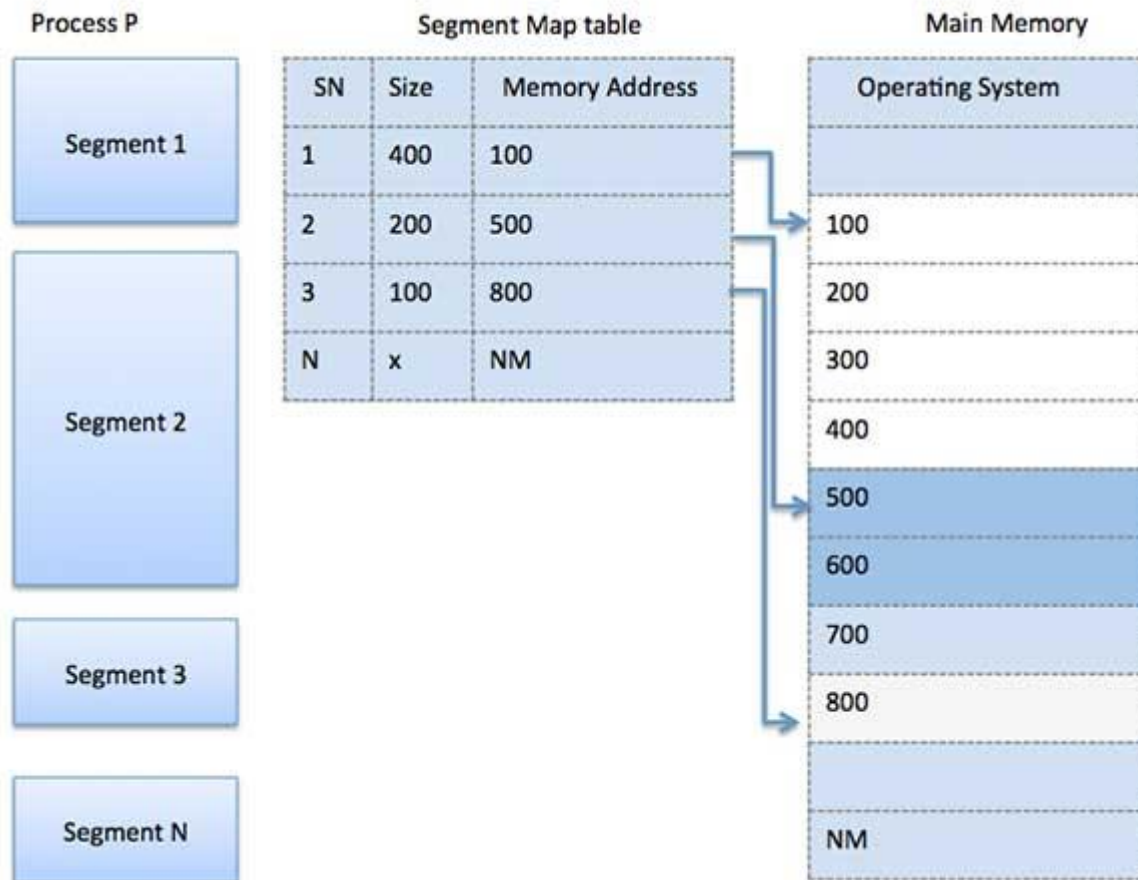 Process P
Segment 1
Segment 2
Segment 3
Segment N
Segment Map table
SN Size Memory Address
1 400 100
2 200 500
3 100 800
N x NM
Main Memory
Operating System
100
200
300
400
500
600
700
800
NM